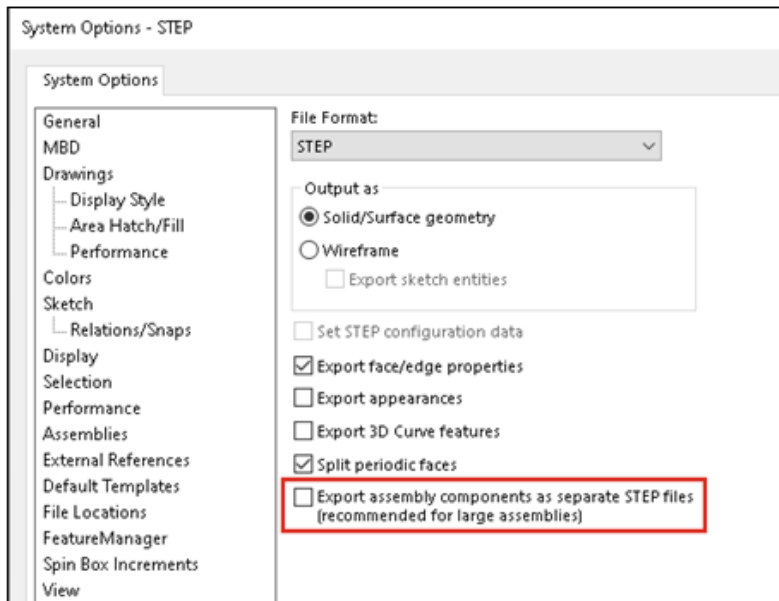 System Options - STEP
System Options
General
MBD
Drawings
Display Style
Area Hatch/Fill
Performance
Colors
Sketch
Relations/Snaps
Display
Selection
Performance
Assemblies
External References
Default Templates
File Locations
FeatureManager
Spin Box Increments
View
File Format:
STEP
Output as
Solid/Surface geometry
Wireframe
Export sketch entities
Set STEP configuration data
Export face/edge properties
Export appearances
Export 3D Curve features
Split periodic faces
Export assembly components as separate STEP files
(recommended for large assemblies)